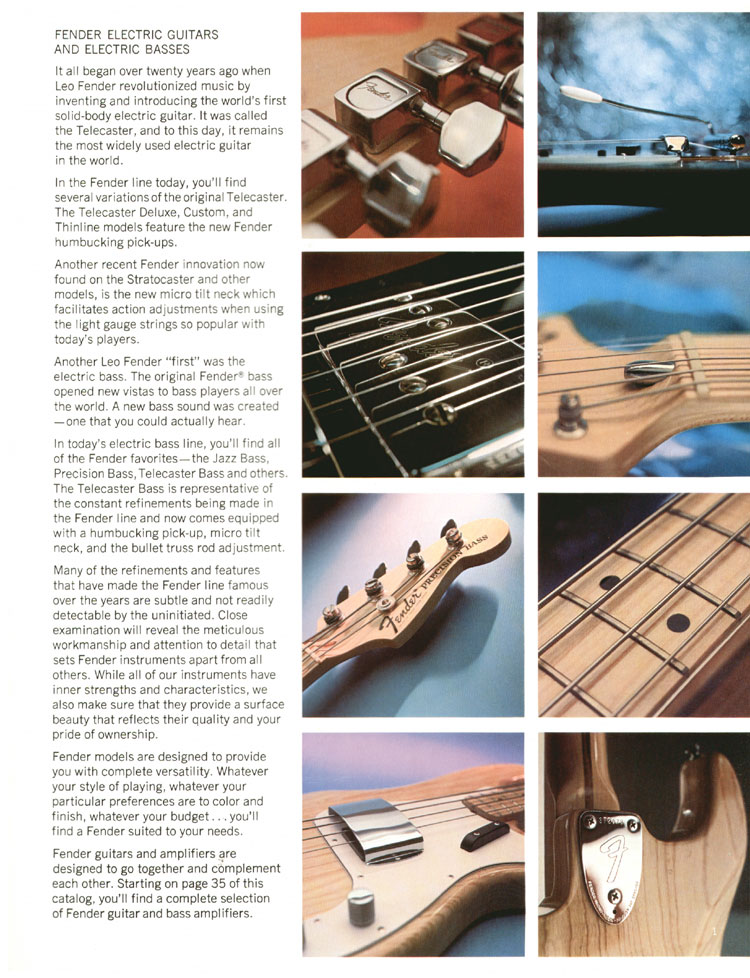 FENDER ELECTRIC GUITARS
AND ELECTRIC BASSES
It all began over twenty years ago when
Leo Fender revolutionized music by
inventing and introducing the world's first
solid-body electric guitar. It was called
the Telecaster, and to this day, it remains
the most widely used electric guitar
in the world.
In the Fender line today, you'll find
several variations of the original Telecaster.
The Telecaster Deluxe, Custom, and
Thinline models feature the new Fender
humbucking pick-ups.
Another recent Fender innovation now
found on the Stratocaster and other
models, is the new micro tilt neck which
facilitates action adjustments when using
the light gauge strings so popular with
today's players.
Another Leo Fender “first” was the
electric bass. The original Fender® bass
opened new vistas to bass players all over
the world. A new bass sound was created
—one that you could actually hear.
In today's electric bass line, you'll find all
of the Fender favorites—the Jazz Bass,
Precision Bass, Telecaster Bass and others.
The Telecaster Bass is representative of
the constant refinements being made in
the Fender line and now comes equipped
with a humbucking pick-up, micro tilt
neck, and the bullet truss rod adjustment.
Many of the refinements and features
that have made the Fender line famous
over the years are subtle and not readily
detectable by the uninitiated. Close
examination will reveal the meticulous
workmanship and attention to detail that
sets Fender instruments apart from all
others. While all of our instruments have
inner strengths and characteristics, we
also make sure that they provide a surface
beauty that reflects their quality and your
pride of ownership.
Fender models are designed to provide
you with complete versatility. Whatever
your style of playing, whatever your
particular preferences are to color and
finish, whatever your budget . . . you'll
find a Fender suited to your needs.
Fender guitars and amplifiers are
designed to go together and complement
each other. Starting on page 35 of this
catalog, you'll find a complete selection
of Fender guitar and bass amplifiers.
Fender
Fender
Fender PRECISION BASS
F
1